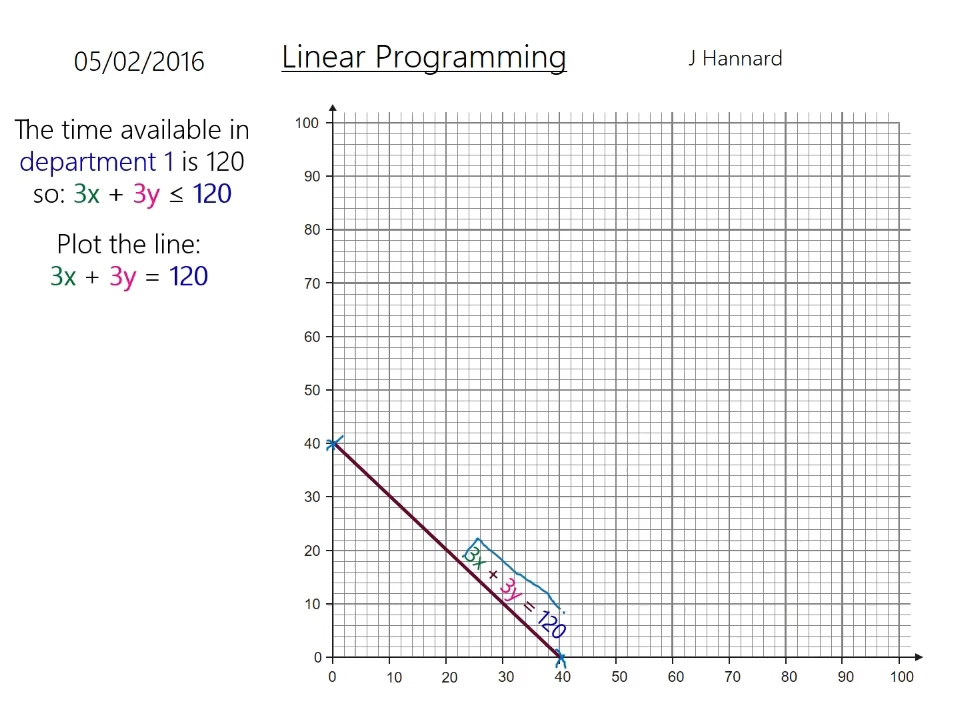 05/02/2016
Linear Programming
J Hannard
The time available in
department 1 is 120
so: 3x + 3y ≤ 120
Plot the line:
3x + 3y = 120
100
90
80
70
60
50
40
30
20
10
0
3x + 3y = 120
0 10 20 30 40 50 60 70 80 90 100